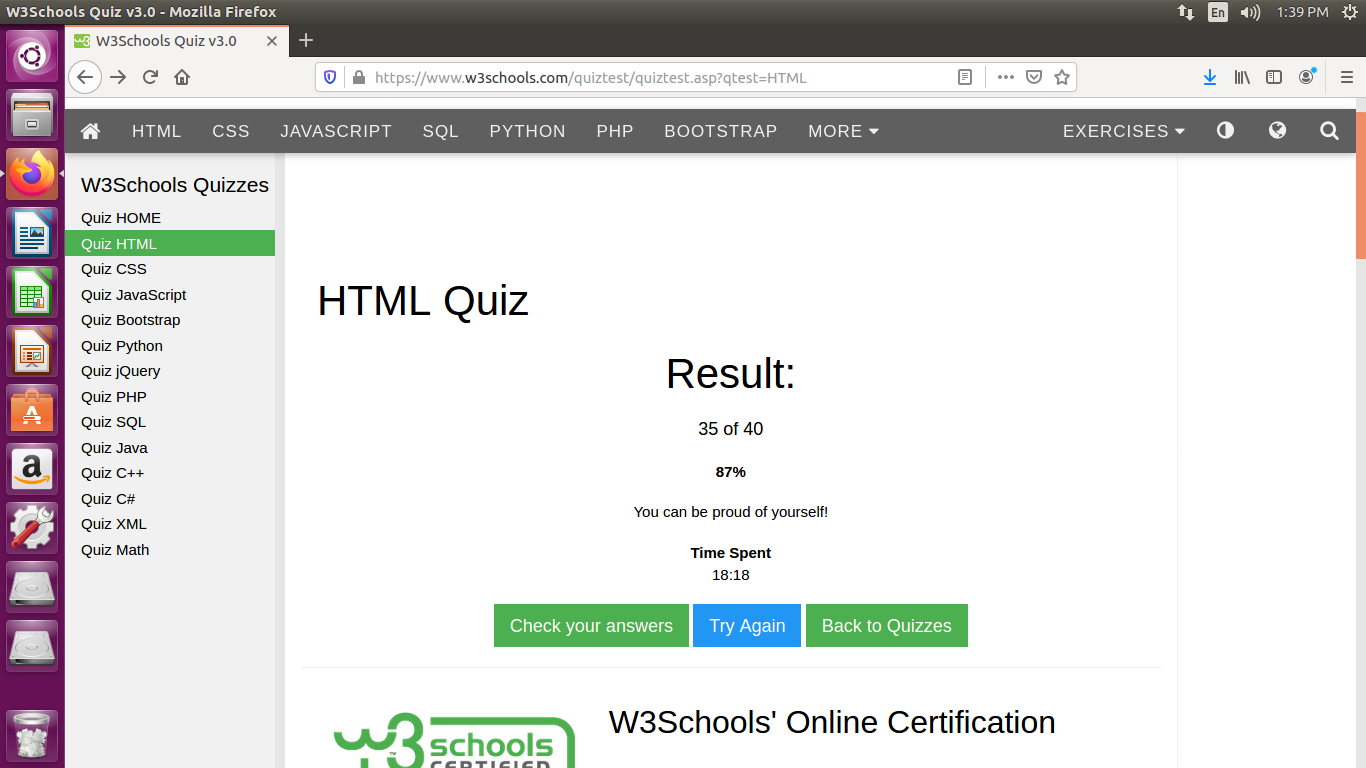 W3Schools Quiz v3.0 - Mozilla Firefox
En
1:39 PM
W3Schools Quiz v3.0
https://www.w3schools.com/quiztest/quiztest.asp?qtest=HTML
HTML CSS JAVASCRIPT SQL PYTHON PHP BOOTSTRAP MORE EXERCISES
W3Schools Quizzes
Quiz HOME
Quiz HTML
Quiz CSS
Quiz JavaScript
Quiz Bootstrap
Quiz Python
Quiz jQuery
Quiz PHP
Quiz SQL
Quiz Java
Quiz C++
Quiz C#
Quiz XML
Quiz Math
HTML Quiz
Result:
35 of 40
87%
You can be proud of yourself!
Time Spent
18:18
Check your answers Try Again Back to Quizzes
w3schools
TM
CERTIFIED
W3Schools' Online Certification